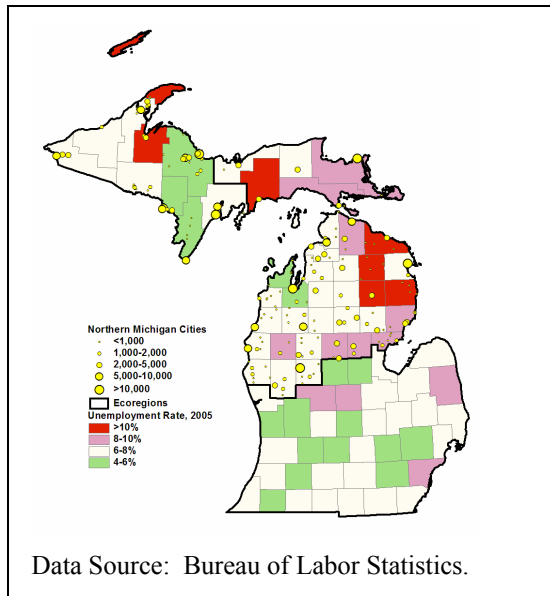 Northern Michigan Cities
<1,000
1,000-2,000
2,000-5,000
5,000-10,000
>10,000
Ecoregions
Unemployment Rate, 2005
>10%
8-10%
6-8%
4-6%
Data Source: Bureau of Labor Statistics.